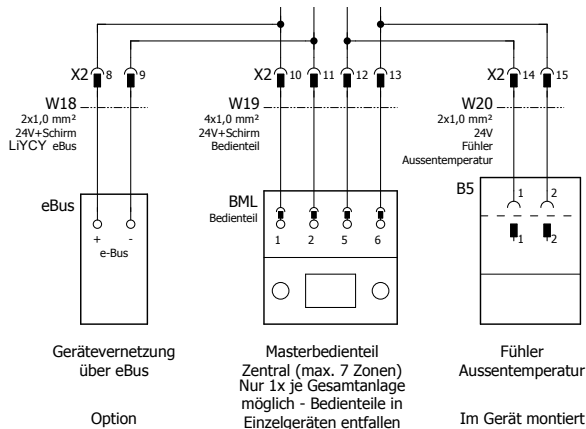 X2 8 9
X2 10 11 12 13
X2 14 15
W18
2x1,0 mm²
24V+Schirm
LiYCY eBus
W19
4x1,0 mm²
24V+Schirm
Bedienteil
W20
2x1,0 mm²
24V
Fühler
Aussentemperatur
eBus
+ -
e-Bus
BML
Bedienteil
1 2 5 6
B5
1 2
1 2
Gerätevernetzung
über eBus
Option
Masterbedienteil
Zentral (max. 7 Zonen)
Nur 1x je Gesamtanlage
möglich - Bedienteile in
Einzelgeräten entfallen
Fühler
Aussentemperatur
Im Gerät montiert